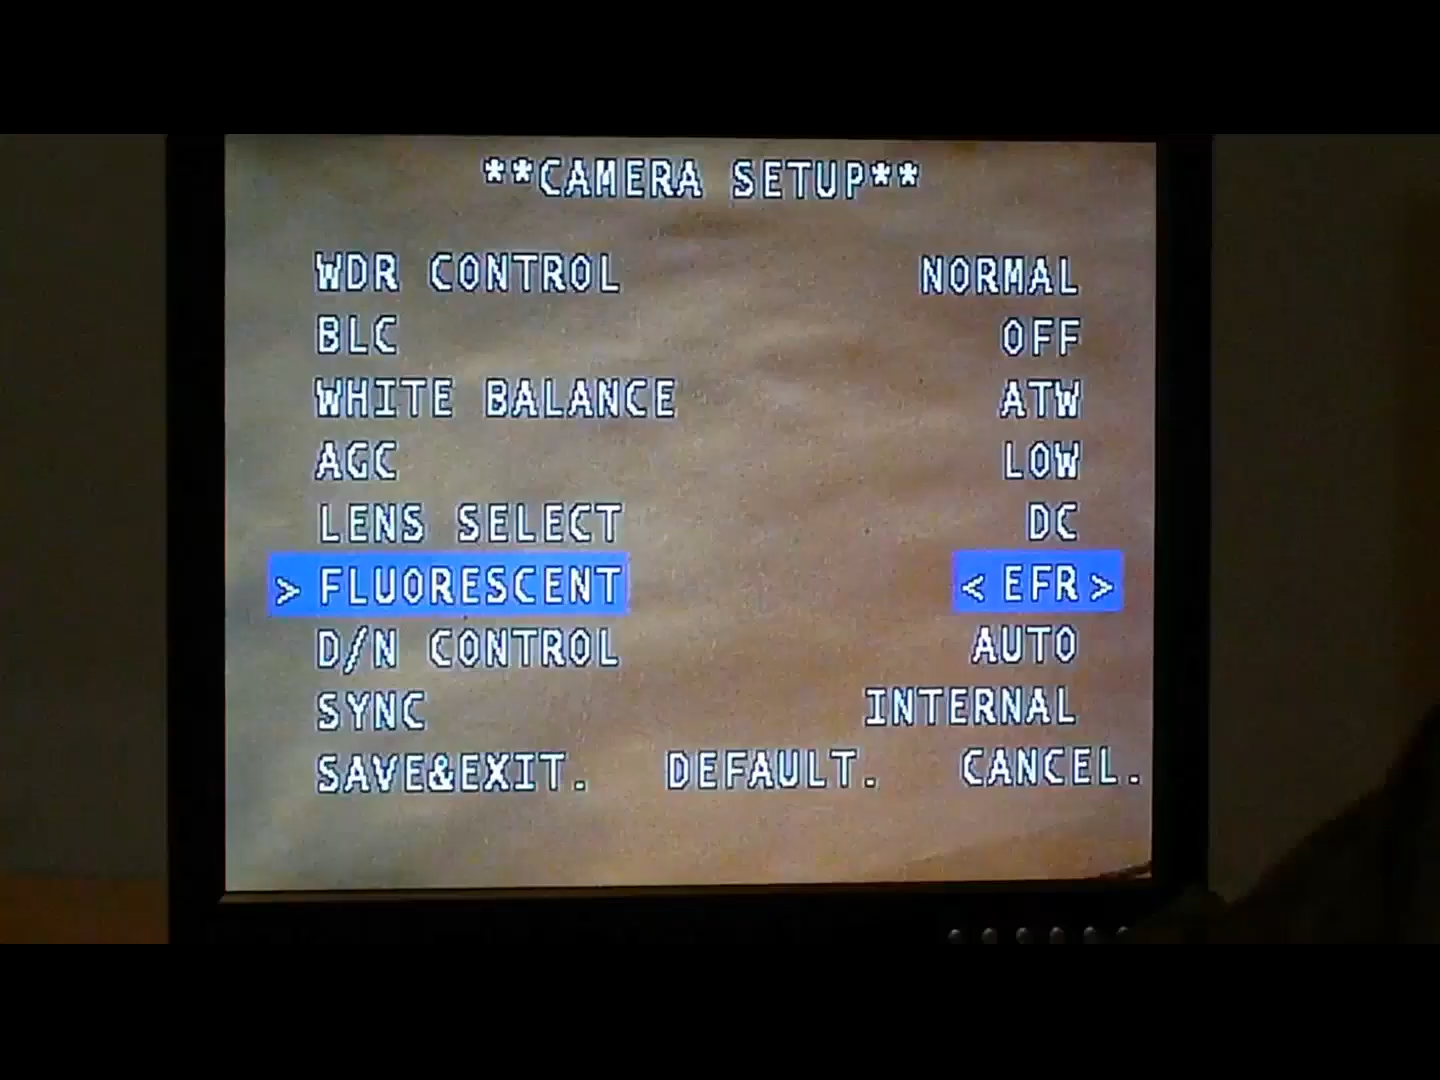 **CAMERA SETUP**
WDR CONTROL NORMAL
BLC OFF
WHITE BALANCE ATW
AGC LOW
LENS SELECT DC
> FLUORESCENT < EFR >
D/N CONTROL AUTO
SYNC INTERNAL
SAVE&EXIT. DEFAULT. CANCEL.